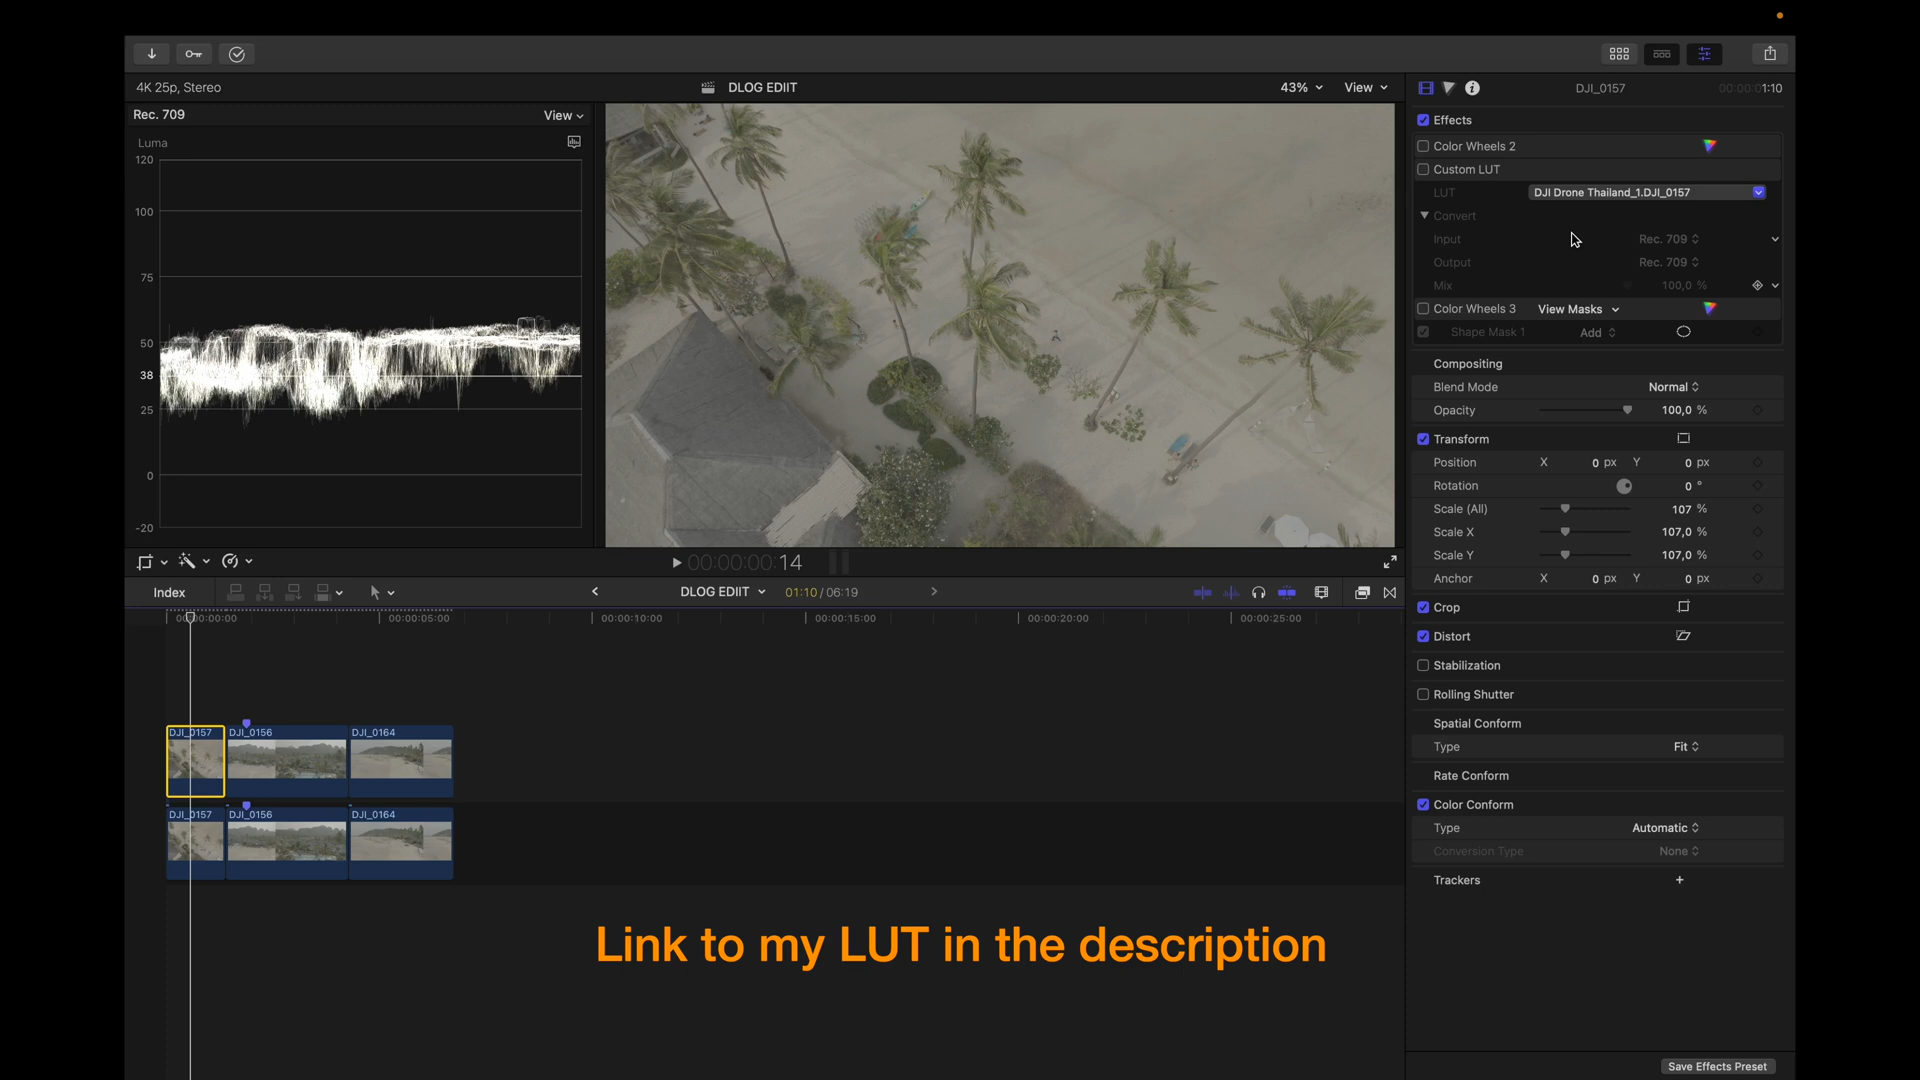 4K 25p, Stereo
DLOG EDIIT
43%
View
DJI_0157
00:00:01:10
Rec. 709
View
Luma
120
100
75
50
38
25
0
-20
Effects
Color Wheels 2
Custom LUT
LUT
DJI Drone Thailand_1.DJI_0157
Convert
Input
Rec. 709
Output
Rec. 709
Mix
100,0 %
Color Wheels 3
View Masks
Shape Mask 1
Add
Compositing
Blend Mode
Normal
Opacity
100,0 %
Transform
Position
X 0 px Y 0 px
Rotation
0 °
Scale (All)
107 %
Scale X
107,0 %
Scale Y
107,0 %
Anchor
X 0 px Y 0 px
Crop
Distort
Stabilization
Rolling Shutter
Spatial Conform
Type
Fit
Rate Conform
Color Conform
Type
Automatic
Conversion Type
None
Trackers
Save Effects Preset
00:00:00:14
Index
DLOG EDIIT
01:10 / 06:19
00:00:00:00
00:00:05:00
00:00:10:00
00:00:15:00
00:00:20:00
00:00:25:00
DJI_0157
DJI_0156
DJI_0164
DJI_0157
DJI_0156
DJI_0164
Link to my LUT in the description